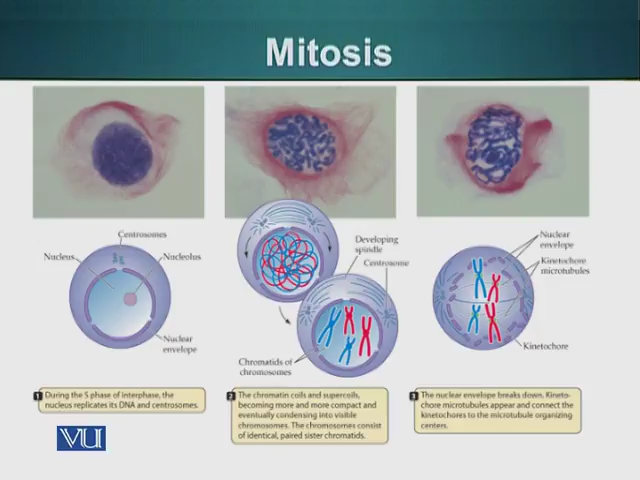 Mitosis
Centrosomes
Nucleus
Nucleolus
Nuclear
envelope
Developing
spindle
Centrosome
Chromatids of
chromosomes
Nuclear
envelope
Kinetochore
microtubules
Kinetochore
1 During the S phase of interphase, the
nucleus replicates its DNA and centrosomes.
2 The chromatin coils and supercoils,
becoming more and more compact and
eventually condensing into visible
chromosomes. The chromosomes consist
of identical, paired sister chromatids.
3 The nuclear envelope breaks down. Kineto-
chore microtubules appear and connect the
kinetochores to the microtubule organizing
centers.
VU